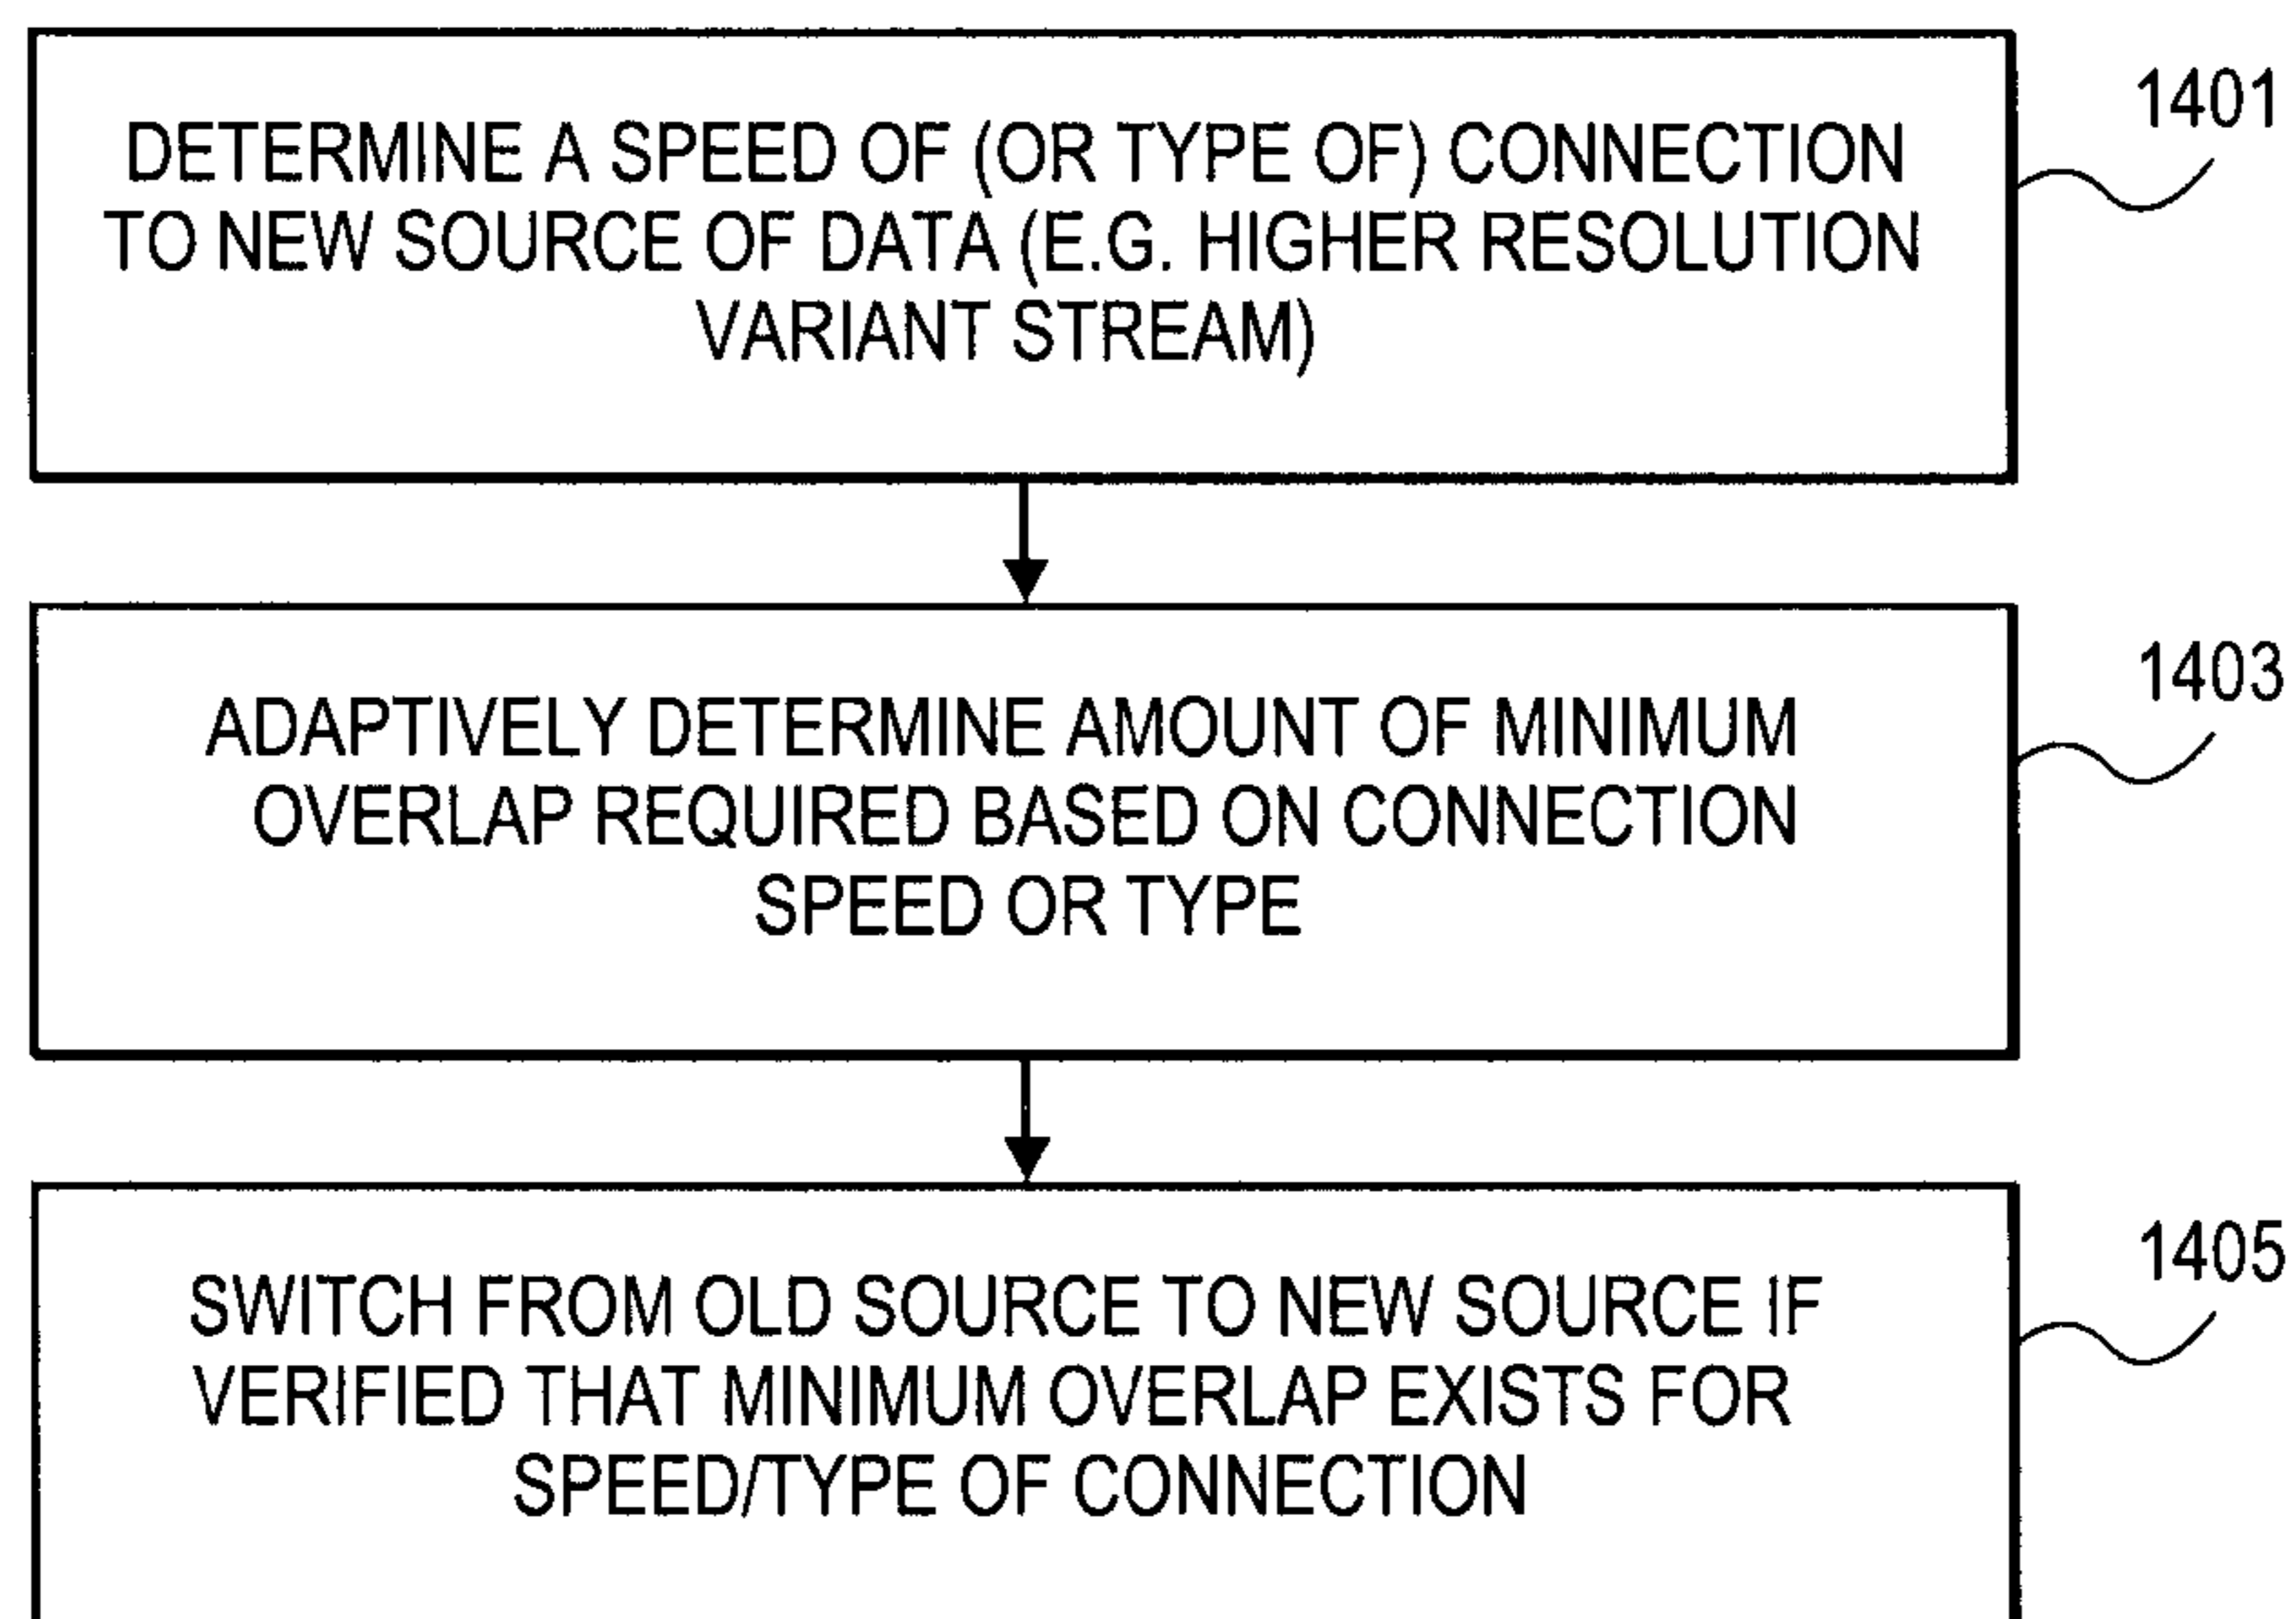 1401
DETERMINE A SPEED OF (OR TYPE OF) CONNECTION
TO NEW SOURCE OF DATA (E.G. HIGHER RESOLUTION
VARIANT STREAM)
1403
ADAPTIVELY DETERMINE AMOUNT OF MINIMUM
OVERLAP REQUIRED BASED ON CONNECTION
SPEED OR TYPE
1405
SWITCH FROM OLD SOURCE TO NEW SOURCE IF
VERIFIED THAT MINIMUM OVERLAP EXISTS FOR
SPEED/TYPE OF CONNECTION